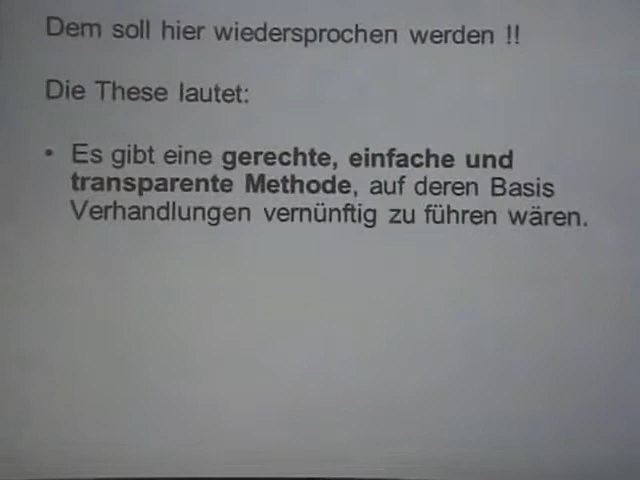 Dem soll hier wiedersprochen werden !!
Die These lautet:
• Es gibt eine gerechte, einfache und
transparente Methode, auf deren Basis
Verhandlungen vernünftig zu führen wären.